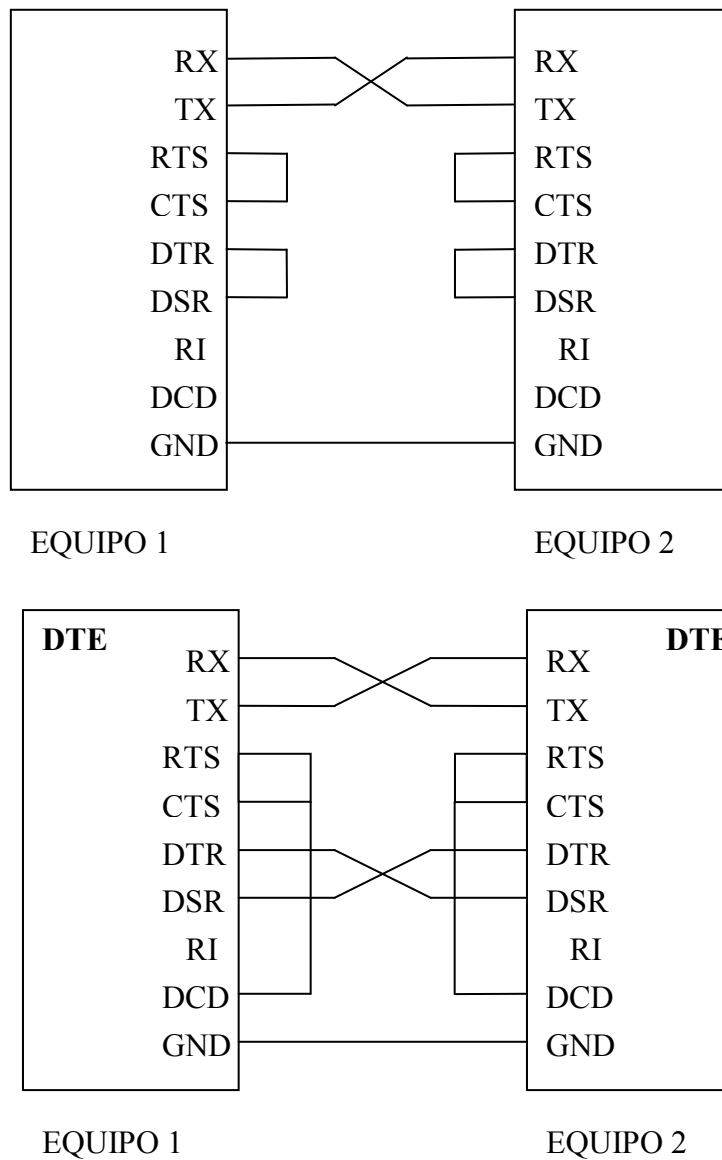 RX RX
TX TX
RTS RTS
CTS CTS
DTR DTR
DSR DSR
RI RI
DCD DCD
GND GND
EQUIPO 1 EQUIPO 2
DTE DTE
RX RX
TX TX
RTS RTS
CTS CTS
DTR DTR
DSR DSR
RI RI
DCD DCD
GND GND
EQUIPO 1 EQUIPO 2